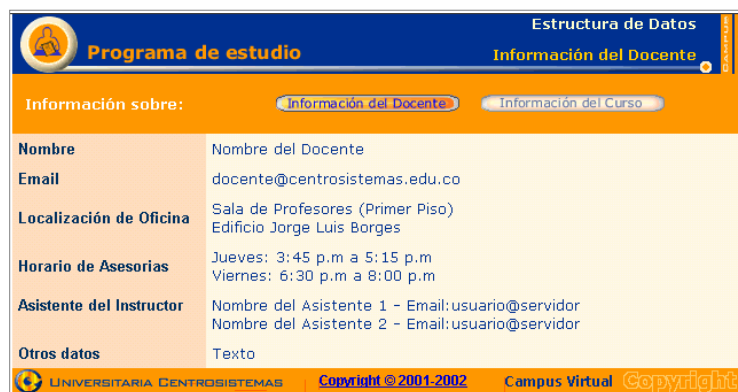 Estructura de Datos
Programa de estudio
Información del Docente
CAMPUS
Información sobre:
Información del Docente
Información del Curso
Nombre
Nombre del Docente
Email
docente@centrosistemas.edu.co
Localización de Oficina
Sala de Profesores (Primer Piso)
Edificio Jorge Luis Borges
Horario de Asesorias
Jueves: 3:45 p.m a 5:15 p.m
Viernes: 6:30 p.m a 8:00 p.m
Asistente del Instructor
Nombre del Asistente 1 - Email:usuario@servidor
Nombre del Asistente 2 - Email:usuario@servidor
Otros datos
Texto
UNIVERSITARIA CENTROSISTEMAS
Copyright © 2001-2002
Campus Virtual
Copyright